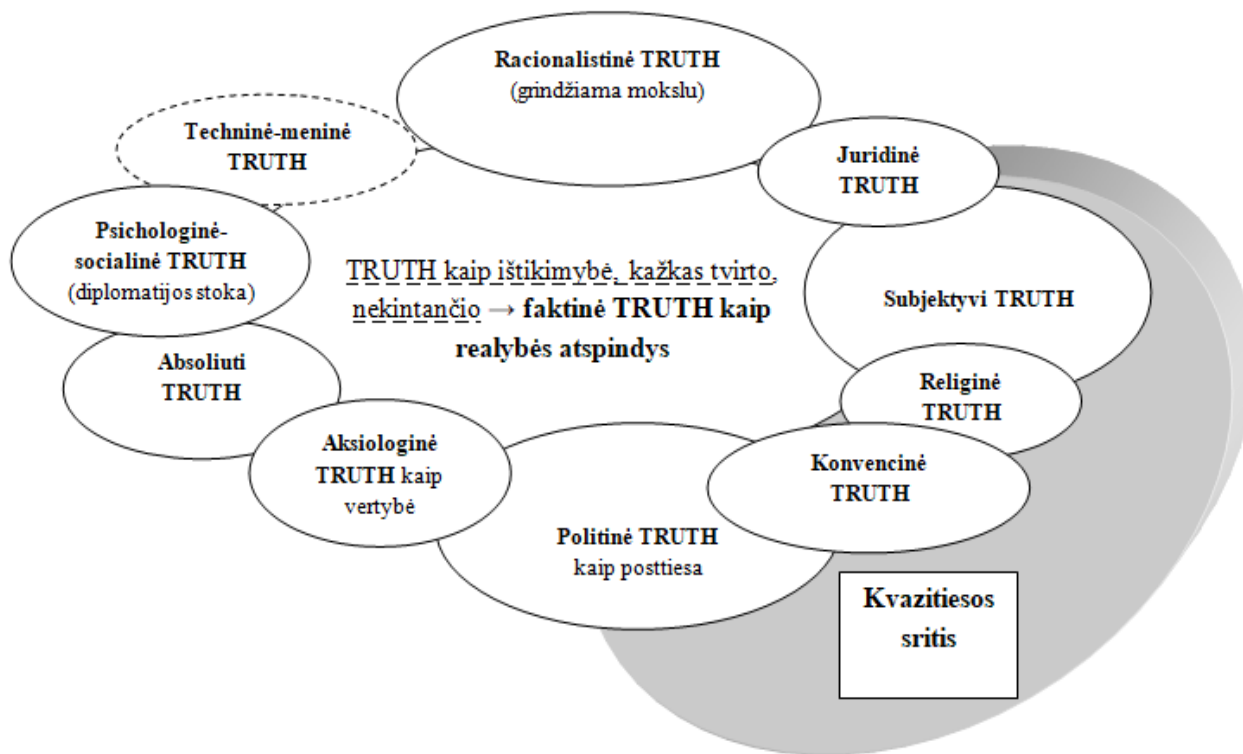 Racionalistinė TRUTH
(grindžiama mokslu)
Techninė-meninė
TRUTH
Juridinė
TRUTH
Psichologinė-
socialinė TRUTH
(diplomatijos stoka)
TRUTH kaip ištikimybė, kažkas tvirto,
nekintančio → faktinė TRUTH kaip
realybės atspindys
Subjektyvi TRUTH
Absoliuti
TRUTH
Religinė
TRUTH
Aksiologinė
TRUTH kaip
vertybė
Konvencinė
TRUTH
Politinė TRUTH
kaip posttiesa
Kvazitiesos
sritis